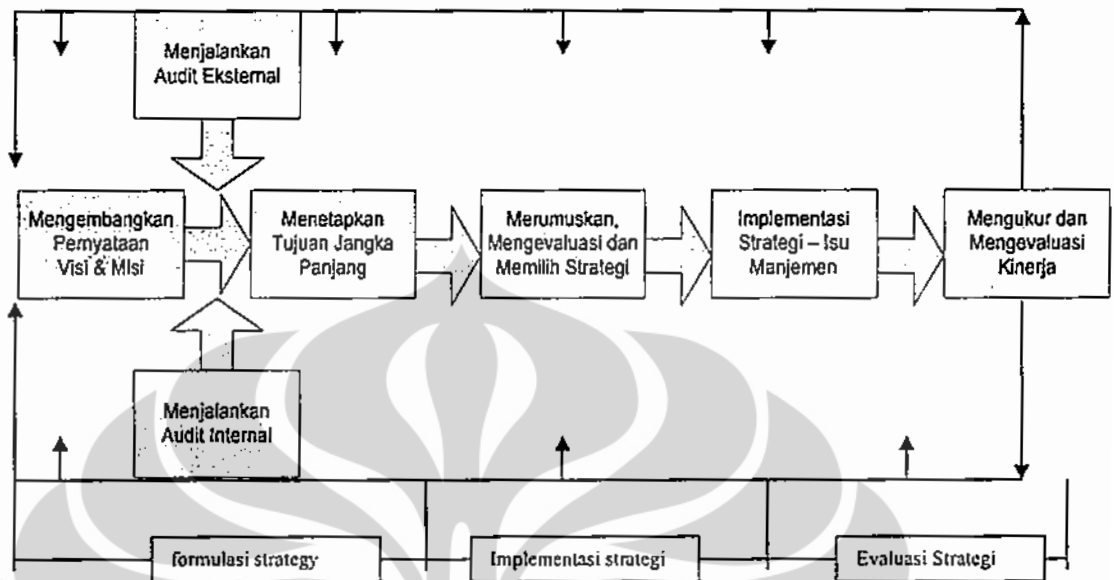 Menjalankan
Audit Eksternal
Mengembangkan
Pernyataan
Visi & Misi
Menetapkan
Tujuan Jangka
Panjang
Merumuskan,
Mengevaluasi dan
Memilih Strategi
Implementasi
Strategi – Isu
Manjemen
Mengukur dan
Mengevaluasi
Kinerja
Menjalankan
Audit Internal
formulasi strategy
Implementasi strategi
Evaluasi Strategi